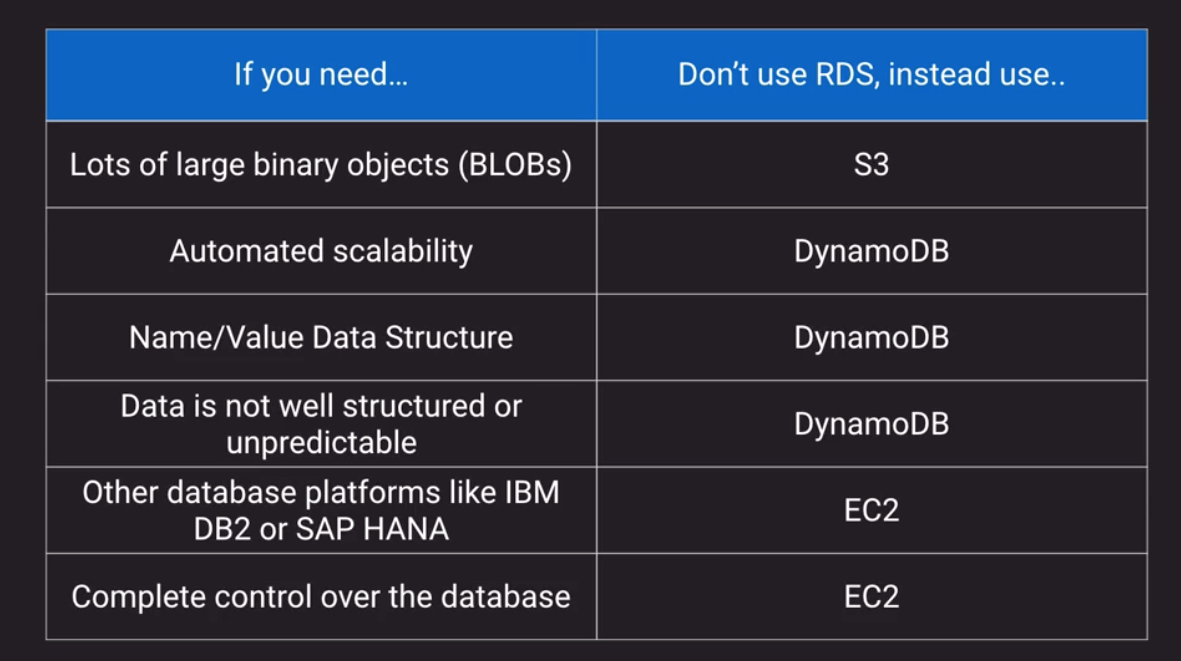 If you need...
Don't use RDS, instead use..
Lots of large binary objects (BLOBs)
S3
Automated scalability
DynamoDB
Name/Value Data Structure
DynamoDB
Data is not well structured or
unpredictable
DynamoDB
Other database platforms like IBM
DB2 or SAP HANA
EC2
Complete control over the database
EC2